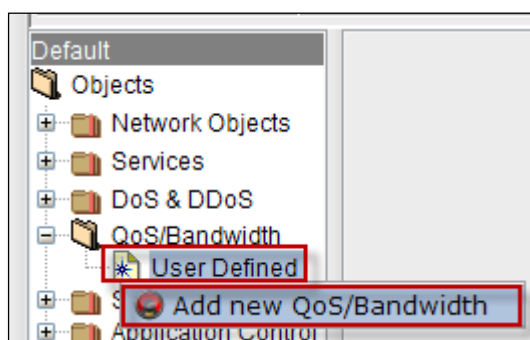 Default
Objects
Network Objects
Services
DoS & DDoS
QoS/Bandwidth
User Defined
Add new QoS/Bandwidth
Application Control